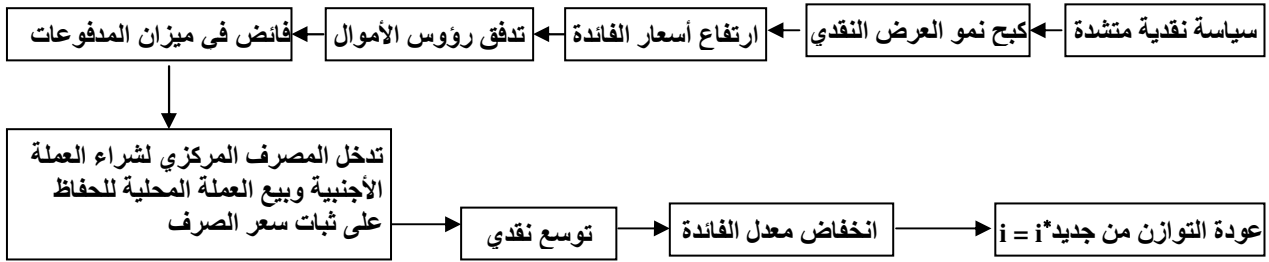 سياسة نقدية متشدة
كبح نمو العرض النقدي
ارتفاع أسعار الفائدة
تدفق رؤوس الأموال
فائض فى ميزان المدفوعات
تدخل المصرف المركزي لشراء العملة
الأجنبية وبيع العملة المحلية للحفاظ
على ثبات سعر الصرف
توسع نقدي
انخفاض معدل الفائدة
عودة التوازن من جديد i = i*